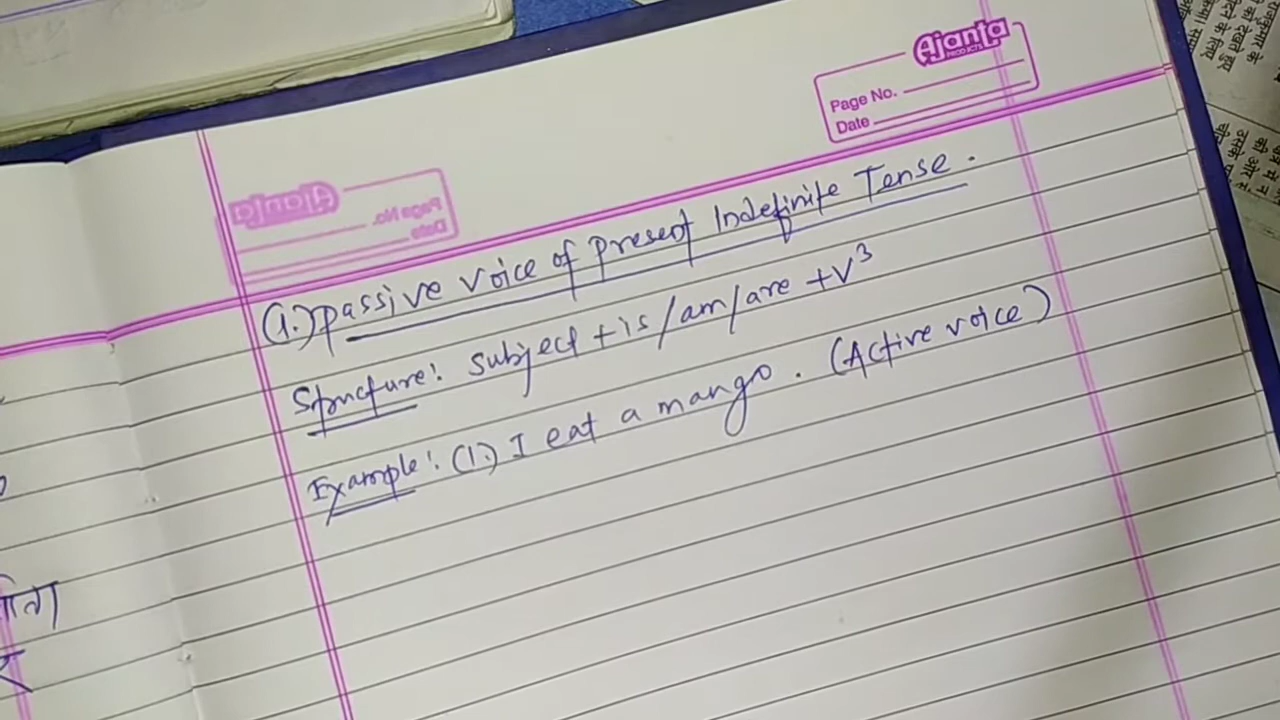 Ajanta
PRODUCTS
Page No.
Date
(1.) Passive voice of Present Indefinite Tense.
Structure: Subject + is/am/are + V³
Example: (1.) I eat a mango. (Active voice)